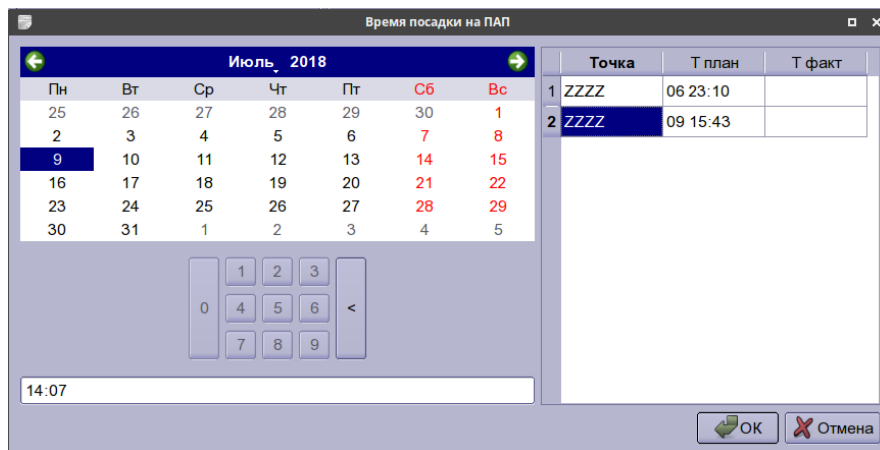 Время посадки на ПАП
Июль, 2018
Пн Вт Ср Чт Пт Сб Вс
25 26 27 28 29 30 1
2 3 4 5 6 7 8
9 10 11 12 13 14 15
16 17 18 19 20 21 22
23 24 25 26 27 28 29
30 31 1 2 3 4 5
1 2 3
0 4 5 6 <
7 8 9
14:07
Точка Т план Т факт
1 ZZZZ 06 23:10
2 ZZZZ 09 15:43
ОК Отмена